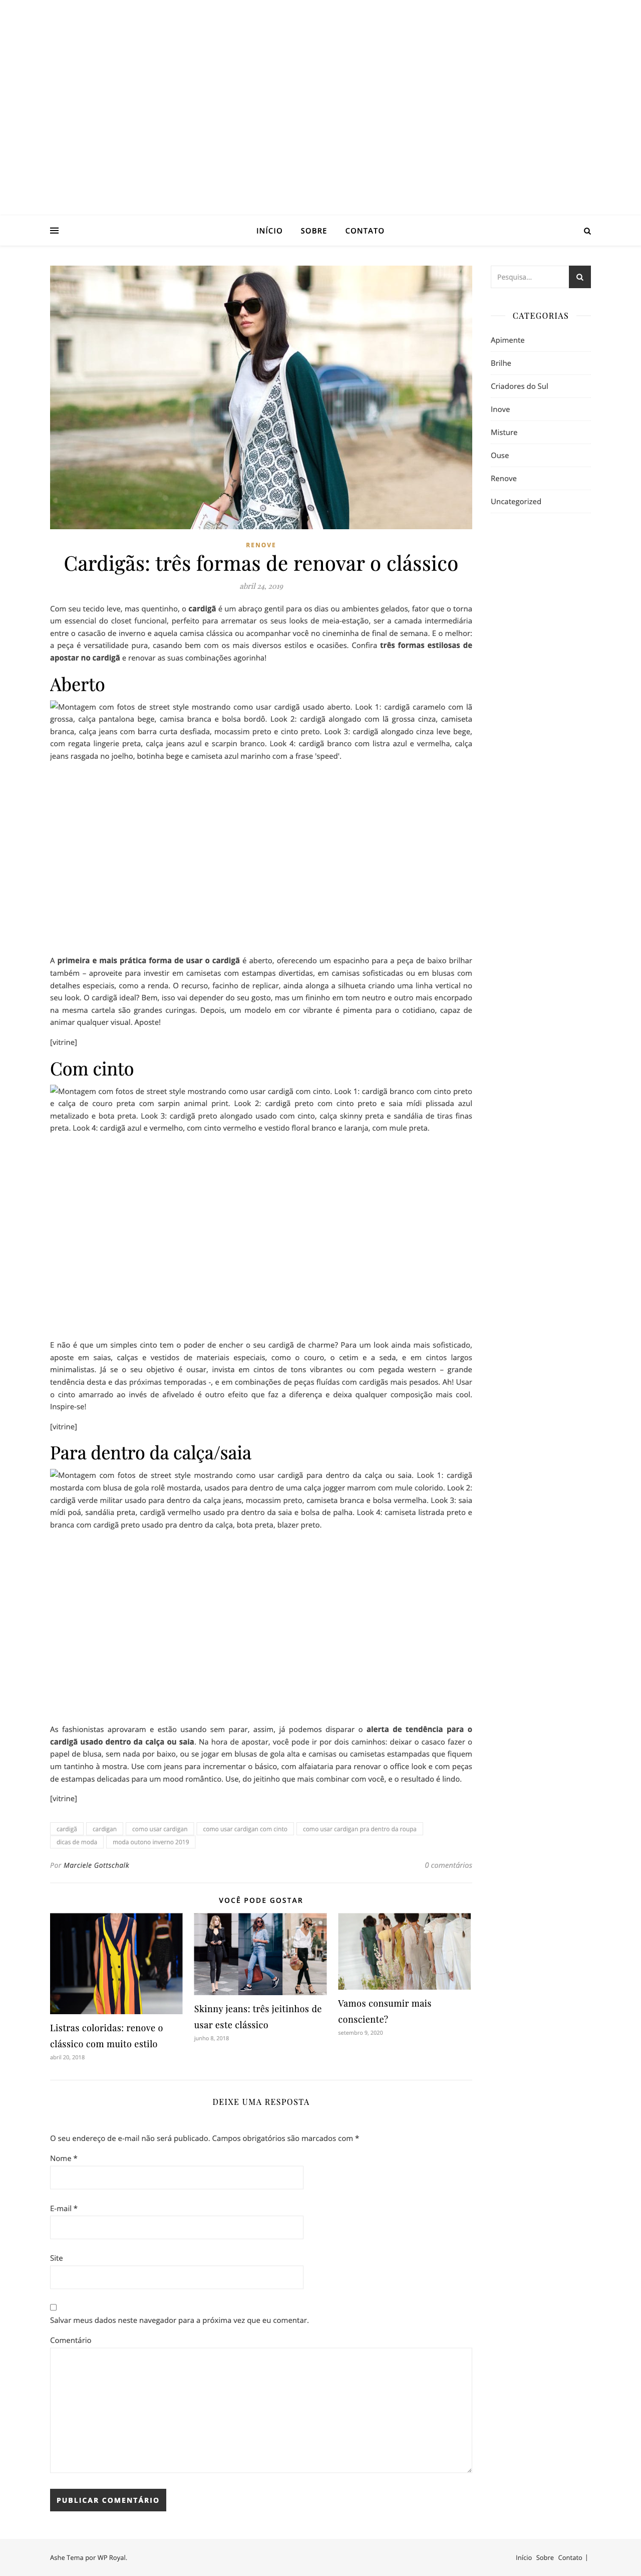 INÍCIO SOBRE CONTATO
Pesquisa...
CATEGORIAS
Apimente
Brilhe
Criadores do Sul
Inove
Misture
Ouse
Renove
Uncategorized
RENOVE
Cardigãs: três formas de renovar o clássico
abril 24, 2019
Com seu tecido leve, mas quentinho, o cardigã é um abraço gentil para os dias ou ambientes gelados, fator que o torna
um essencial do closet funcional, perfeito para arrematar os seus looks de meia-estação, ser a camada intermediária
entre o casacão de inverno e aquela camisa clássica ou acompanhar você no cineminha de final de semana. E o melhor:
a peça é versatilidade pura, casando bem com os mais diversos estilos e ocasiões. Confira três formas estilosas de
apostar no cardigã e renovar as suas combinações agorinha!
Aberto
Montagem com fotos de street style mostrando como usar cardigã usado aberto. Look 1: cardigã caramelo com lã
grossa, calça pantalona bege, camisa branca e bolsa bordô. Look 2: cardigã alongado com lã grossa cinza, camiseta
branca, calça jeans com barra curta desfiada, mocassim preto e cinto preto. Look 3: cardigã alongado cinza leve bege,
com regata lingerie preta, calça jeans azul e scarpin branco. Look 4: cardigã branco com listra azul e vermelha, calça
jeans rasgada no joelho, botinha bege e camiseta azul marinho com a frase 'speed'.
A primeira e mais prática forma de usar o cardigã é aberto, oferecendo um espacinho para a peça de baixo brilhar
também – aproveite para investir em camisetas com estampas divertidas, em camisas sofisticadas ou em blusas com
detalhes especiais, como a renda. O recurso, facinho de replicar, ainda alonga a silhueta criando uma linha vertical no
seu look. O cardigã ideal? Bem, isso vai depender do seu gosto, mas um fininho em tom neutro e outro mais encorpado
na mesma cartela são grandes curingas. Depois, um modelo em cor vibrante é pimenta para o cotidiano, capaz de
animar qualquer visual. Aposte!
[vitrine]
Com cinto
Montagem com fotos de street style mostrando como usar cardigã com cinto. Look 1: cardigã branco com cinto preto
e calça de couro preta com sarpin animal print. Look 2: cardigã preto com cinto preto e saia mídi plissada azul
metalizado e bota preta. Look 3: cardigã preto alongado usado com cinto, calça skinny preta e sandália de tiras finas
preta. Look 4: cardigã azul e vermelho, com cinto vermelho e vestido floral branco e laranja, com mule preta.
E não é que um simples cinto tem o poder de encher o seu cardigã de charme? Para um look ainda mais sofisticado,
aposte em saias, calças e vestidos de materiais especiais, como o couro, o cetim e a seda, e em cintos largos
minimalistas. Já se o seu objetivo é ousar, invista em cintos de tons vibrantes ou com pegada western – grande
tendência desta e das próximas temporadas -, e em combinações de peças fluídas com cardigãs mais pesados. Ah! Usar
o cinto amarrado ao invés de afivelado é outro efeito que faz a diferença e deixa qualquer composição mais cool.
Inspire-se!
[vitrine]
Para dentro da calça/saia
Montagem com fotos de street style mostrando como usar cardigã para dentro da calça ou saia. Look 1: cardigã
mostarda com blusa de gola rolê mostarda, usados para dentro de uma calça jogger marrom com mule colorido. Look 2:
cardigã verde militar usado para dentro da calça jeans, mocassim preto, camiseta branca e bolsa vermelha. Look 3: saia
mídi poá, sandália preta, cardigã vermelho usado pra dentro da saia e bolsa de palha. Look 4: camiseta listrada preto e
branca com cardigã preto usado pra dentro da calça, bota preta, blazer preto.
As fashionistas aprovaram e estão usando sem parar, assim, já podemos disparar o alerta de tendência para o
cardigã usado dentro da calça ou saia. Na hora de apostar, você pode ir por dois caminhos: deixar o casaco fazer o
papel de blusa, sem nada por baixo, ou se jogar em blusas de gola alta e camisas ou camisetas estampadas que fiquem
um tantinho à mostra. Use com jeans para incrementar o básico, com alfaiataria para renovar o office look e com peças
de estampas delicadas para um mood romântico. Use, do jeitinho que mais combinar com você, e o resultado é lindo.
[vitrine]
cardigã cardigan como usar cardigan como usar cardigan com cinto como usar cardigan pra dentro da roupa
dicas de moda moda outono inverno 2019
Por Marciele Gottschalk 0 comentários
VOCÊ PODE GOSTAR
Listras coloridas: renove o
clássico com muito estilo
abril 20, 2018
Skinny jeans: três jeitinhos de
usar este clássico
junho 8, 2018
Vamos consumir mais
consciente?
setembro 9, 2020
DEIXE UMA RESPOSTA
O seu endereço de e-mail não será publicado. Campos obrigatórios são marcados com *
Nome *
E-mail *
Site
Salvar meus dados neste navegador para a próxima vez que eu comentar.
Comentário
PUBLICAR COMENTÁRIO
Ashe Tema por WP Royal.
Início Sobre Contato |